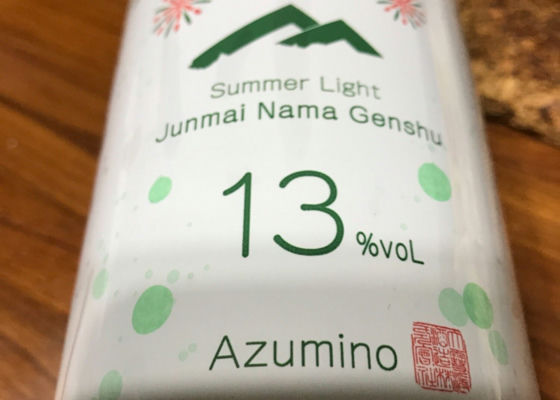 Summer Light
Junmai Nama Genshu
13 %VOL
Azumino